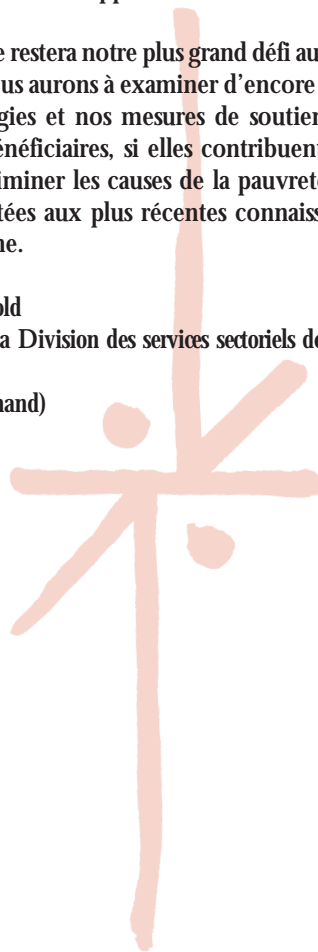 e restera notre plus grand défi au
us aurons à examiner d'encore
gies et nos mesures de soutien
énéficiaires, si elles contribuent
iminer les causes de la pauvret
tées aux plus récentes connaiss
ne.
old
a Division des services sectoriels de
nand)